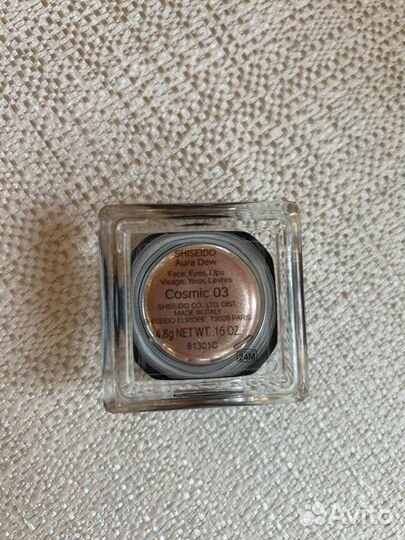 SHISEIDO
Aura Dew
Face, Eyes, Lips
Visage, Yeux, Lèvres
Cosmic 03
SHISEIDO CO., LTD. DIST.
MADE IN ITALY
SHISEIDO EUROPE, 75008 PARIS
4.8g NET WT. .16 OZ.
81301C
24M
Avito